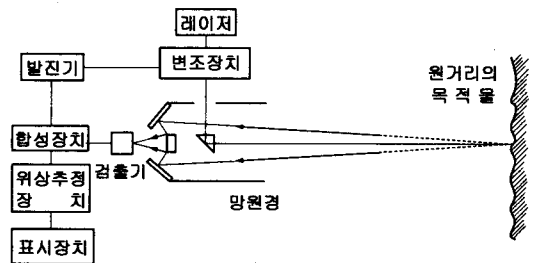 레이저
발진기
변조장치
원거리의
목적물
합성장치
검출기
위상추정
장 치
망원경
표시장치